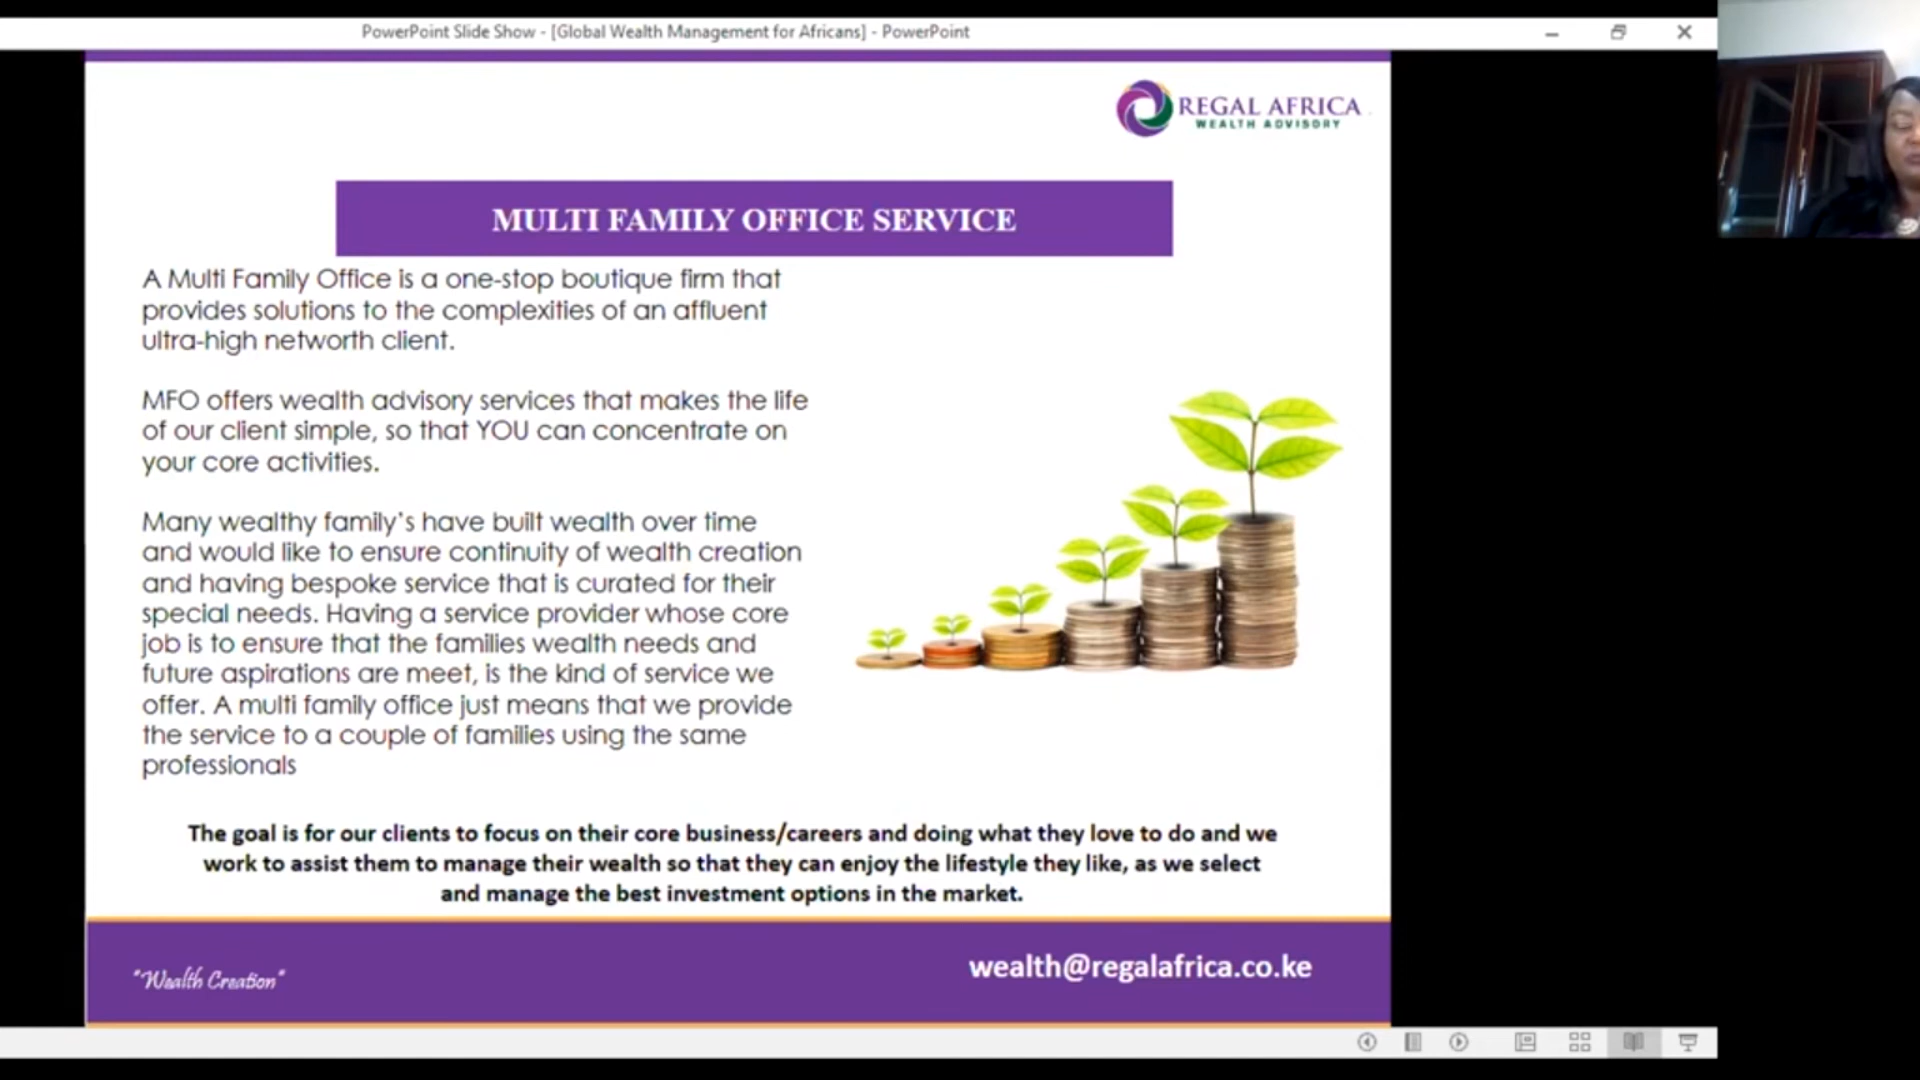 PowerPoint Slide Show - [Global Wealth Management for Africans] - PowerPoint
REGAL AFRICA
WEALTH ADVISORY
MULTI FAMILY OFFICE SERVICE
A Multi Family Office is a one-stop boutique firm that
provides solutions to the complexities of an affluent
ultra-high networth client.
MFO offers wealth advisory services that makes the life
of our client simple, so that YOU can concentrate on
your core activities.
Many wealthy family's have built wealth over time
and would like to ensure continuity of wealth creation
and having bespoke service that is curated for their
special needs. Having a service provider whose core
job is to ensure that the families wealth needs and
future aspirations are meet, is the kind of service we
offer. A multi family office just means that we provide
the service to a couple of families using the same
professionals
The goal is for our clients to focus on their core business/careers and doing what they love to do and we
work to assist them to manage their wealth so that they can enjoy the lifestyle they like, as we select
and manage the best investment options in the market.
"Wealth Creation"
wealth@regalafrica.co.ke